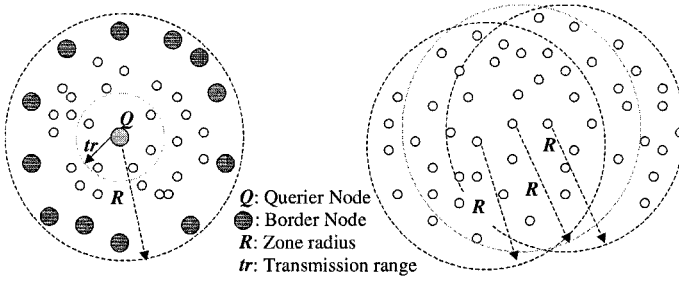 Q
tr
R
Q: Querier Node
: Border Node
R: Zone radius
tr: Transmission range
R
R
R